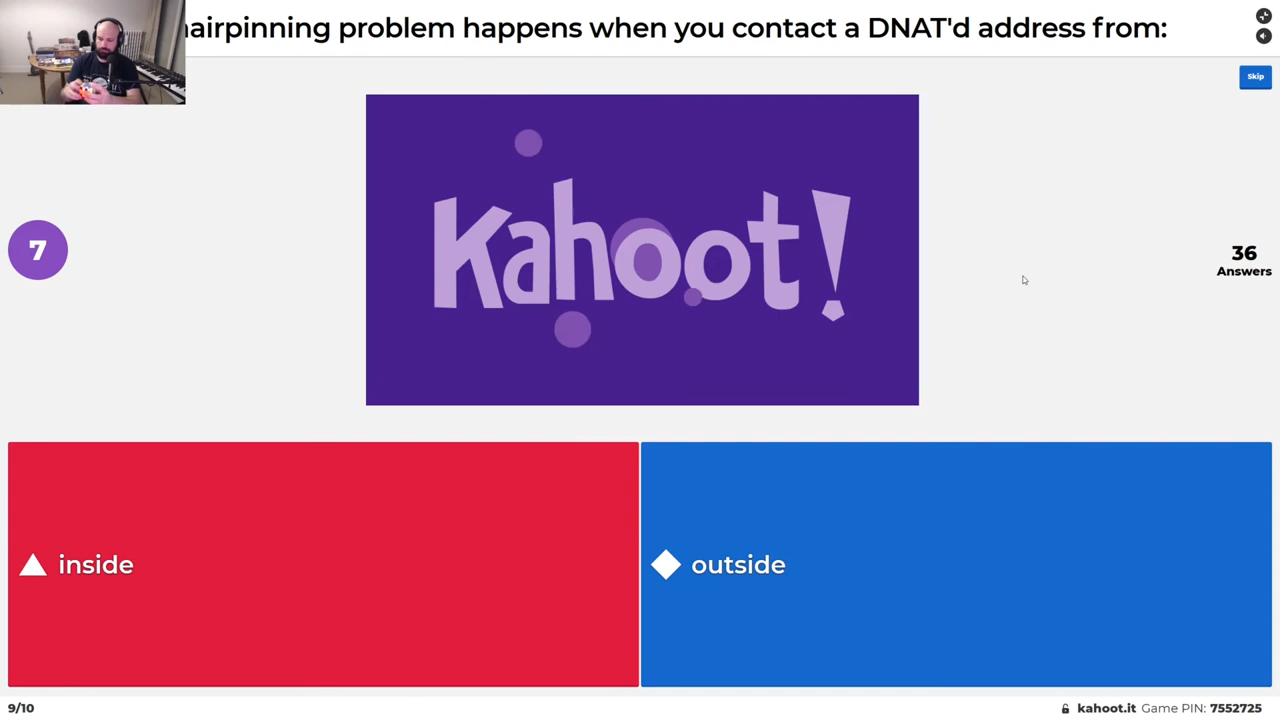 hairpinning problem happens when you contact a DNAT'd address from:
Skip
Kahoot!
7
36
Answers
inside
outside
9/10
kahoot.it Game PIN: 7552725